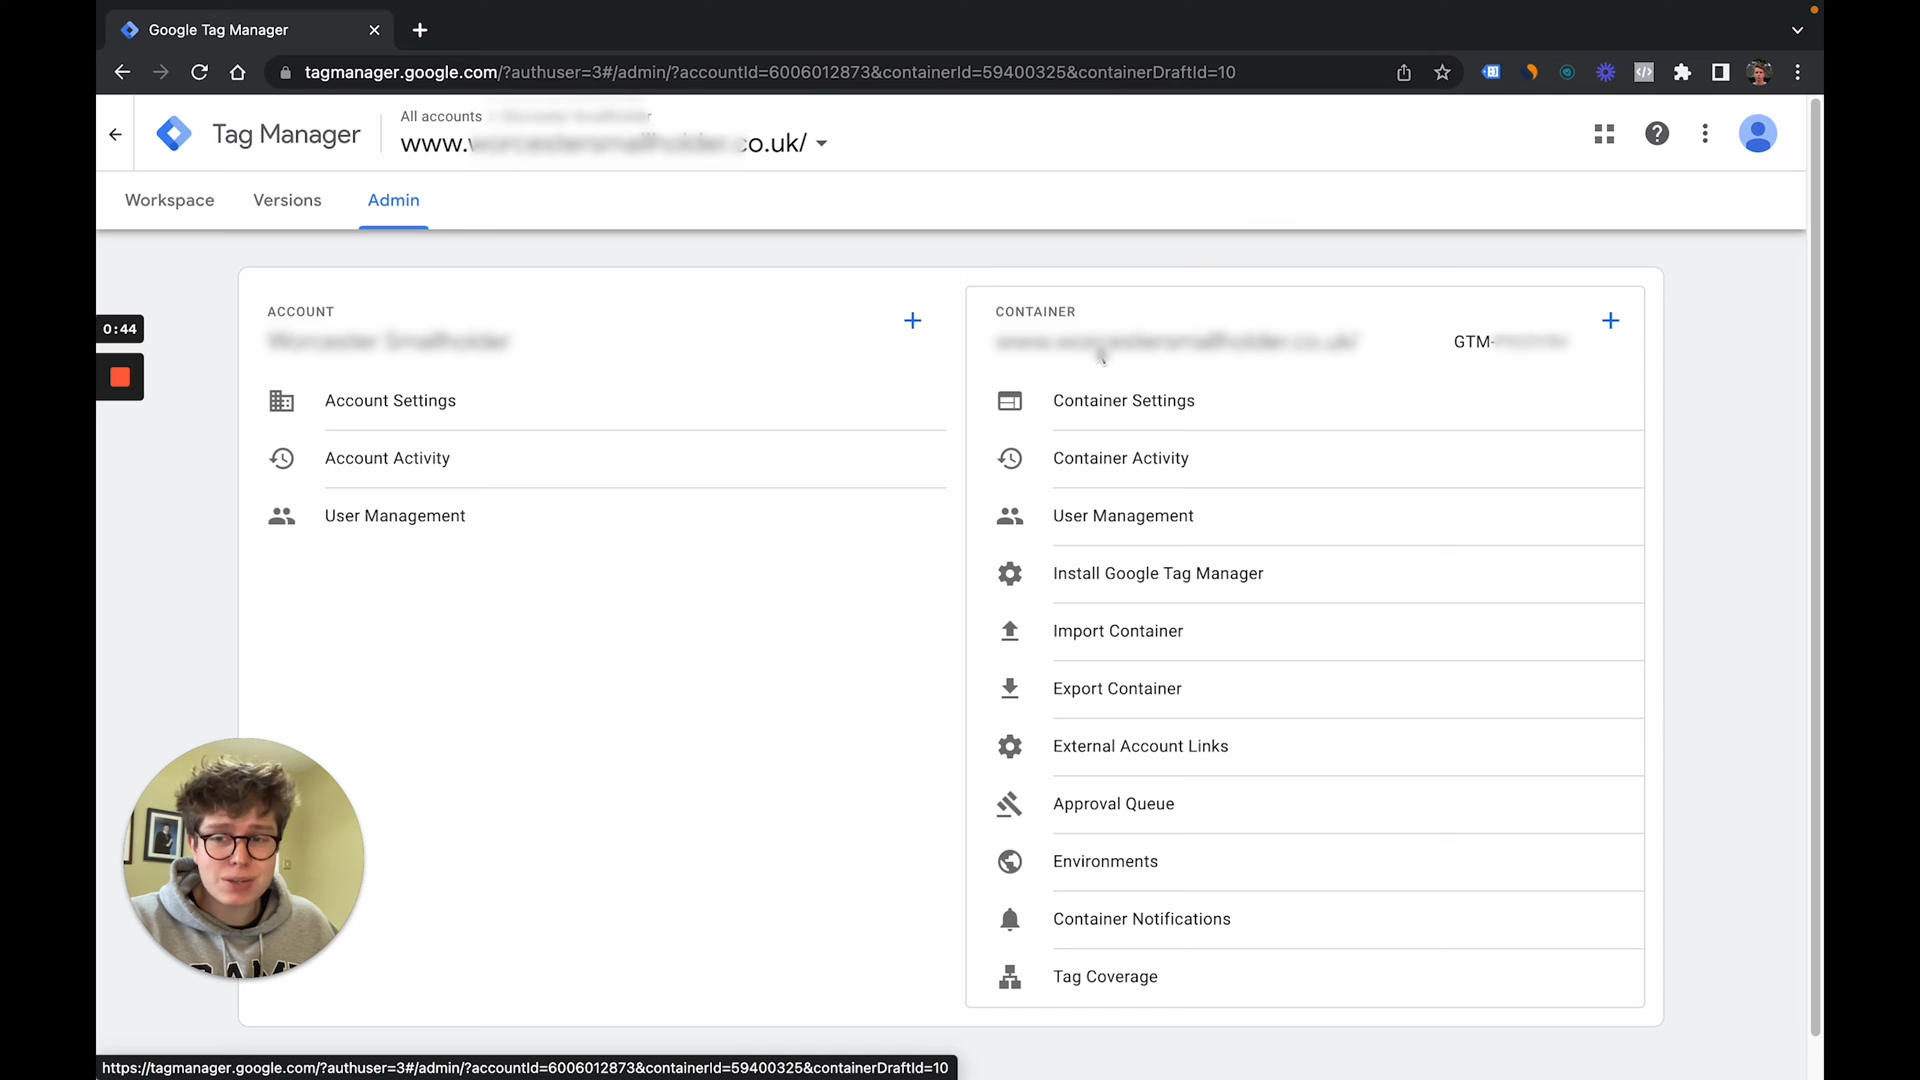 Google Tag Manager
tagmanager.google.com/?authuser=3#/admin/?accountId=6006012873&containerId=59400325&containerDraftId=10
Tag Manager
All accounts
www. co.uk/
Workspace
Versions
Admin
0:44
ACCOUNT
Account Settings
Account Activity
User Management
CONTAINER
GTM-
Container Settings
Container Activity
User Management
Install Google Tag Manager
Import Container
Export Container
External Account Links
Approval Queue
Environments
Container Notifications
Tag Coverage
https://tagmanager.google.com/?authuser=3#/admin/?accountId=6006012873&containerId=59400325&containerDraftId=10